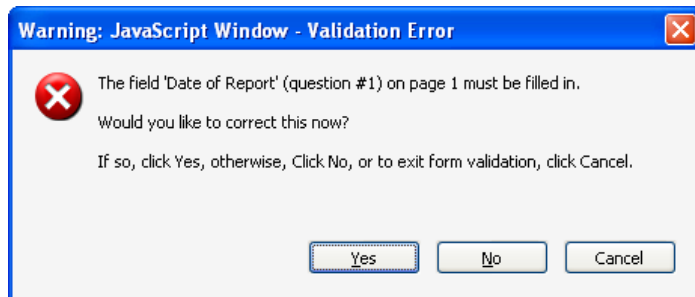 Warning: JavaScript Window - Validation Error
The field 'Date of Report' (question #1) on page 1 must be filled in.
Would you like to correct this now?
If so, click Yes, otherwise, Click No, or to exit form validation, click Cancel.
Yes No Cancel